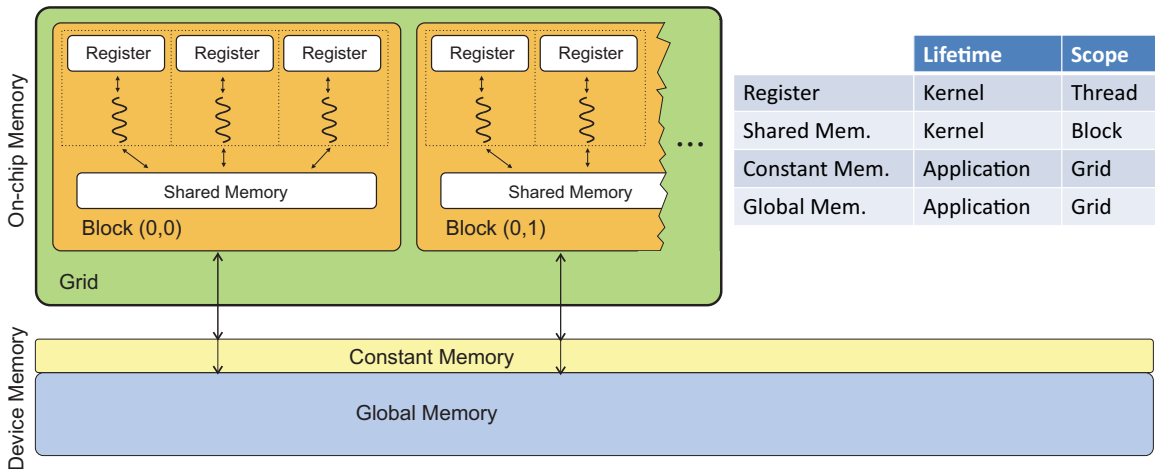 On-chip Memory
Register Register Register
Register Register
Shared Memory
Shared Memory
Block (0,0)
Block (0,1)
...
Grid
Device Memory
Constant Memory
Global Memory
Lifetime Scope
Register Kernel Thread
Shared Mem. Kernel Block
Constant Mem. Application Grid
Global Mem. Application Grid